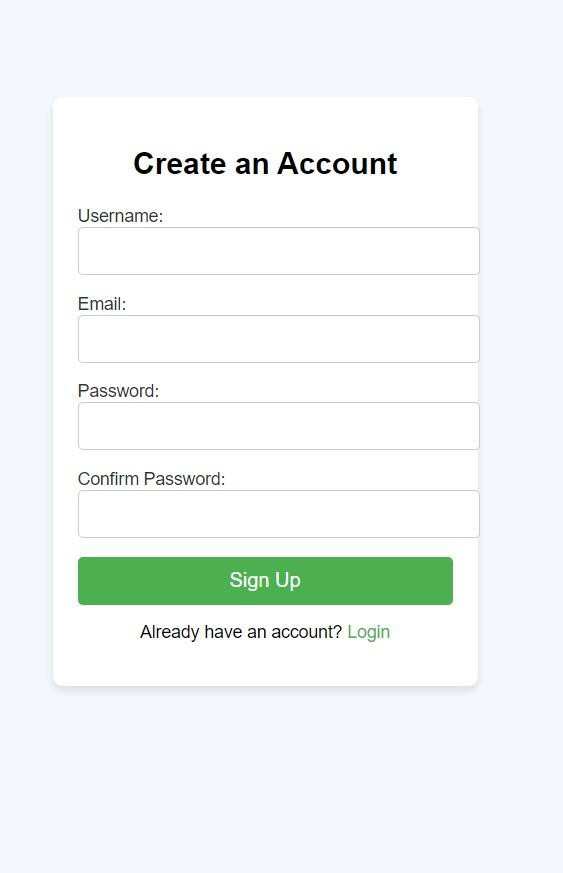 Create an Account
Username:
Email:
Password:
Confirm Password:
Sign Up
Already have an account? Login